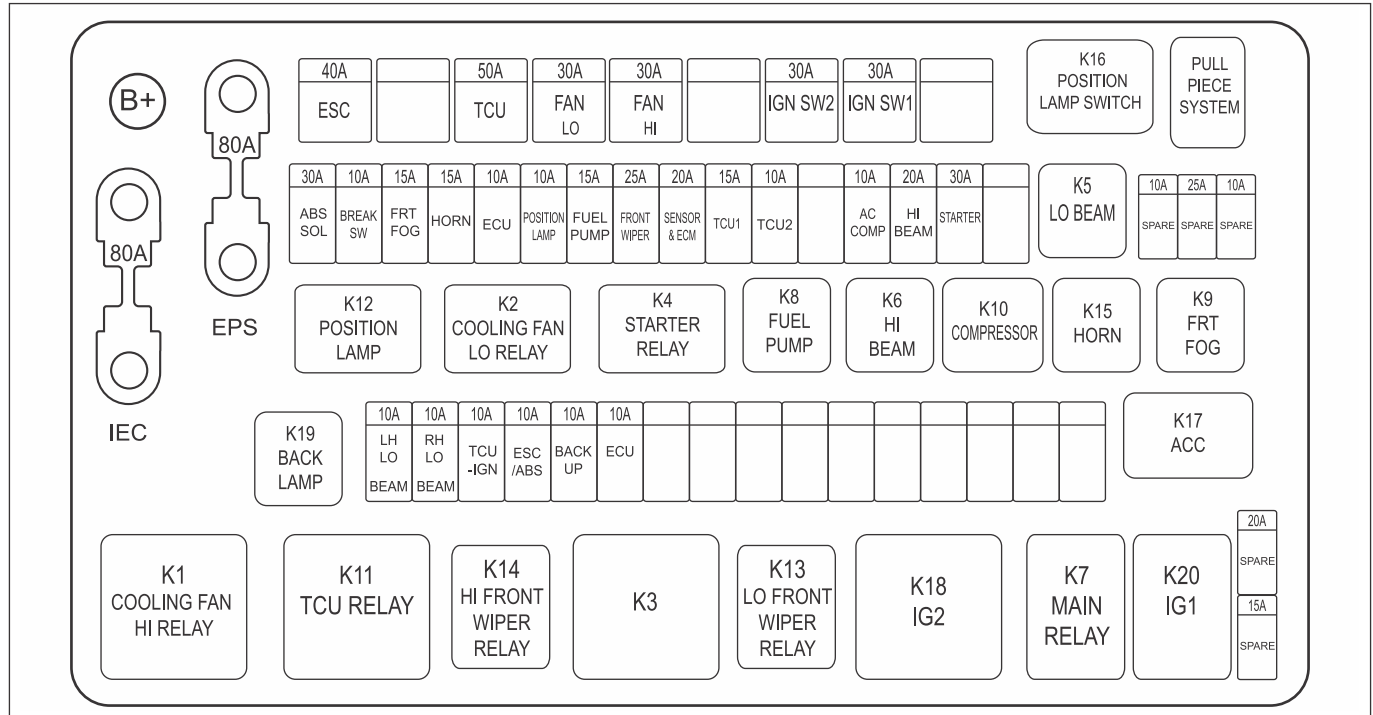 B+
80A
EPS
80A
IEC
40A
ESC
50A
TCU
30A
FAN
LO
30A
FAN
HI
30A
IGN SW2
30A
IGN SW1
K16
POSITION
LAMP SWITCH
PULL
PIECE
SYSTEM
30A
ABS
SOL
10A
BREAK
SW
15A
FRT
FOG
15A
HORN
10A
ECU
10A
POSITION
LAMP
15A
FUEL
PUMP
25A
FRONT
WIPER
20A
SENSOR
& ECM
15A
TCU1
10A
TCU2
10A
AC
COMP
20A
HI
BEAM
30A
STARTER
K5
LO BEAM
10A
SPARE
25A
SPARE
10A
SPARE
K12
POSITION
LAMP
K2
COOLING FAN
LO RELAY
K4
STARTER
RELAY
K8
FUEL
PUMP
K6
HI
BEAM
K10
COMPRESSOR
K15
HORN
K9
FRT
FOG
K19
BACK
LAMP
10A
LH
LO
BEAM
10A
RH
LO
BEAM
10A
TCU
-IGN
10A
ESC
/ABS
10A
BACK
UP
10A
ECU
K17
ACC
K1
COOLING FAN
HI RELAY
K11
TCU RELAY
K14
HI FRONT
WIPER
RELAY
K3
K13
LO FRONT
WIPER
RELAY
K18
IG2
K7
MAIN
RELAY
K20
IG1
20A
SPARE
15A
SPARE